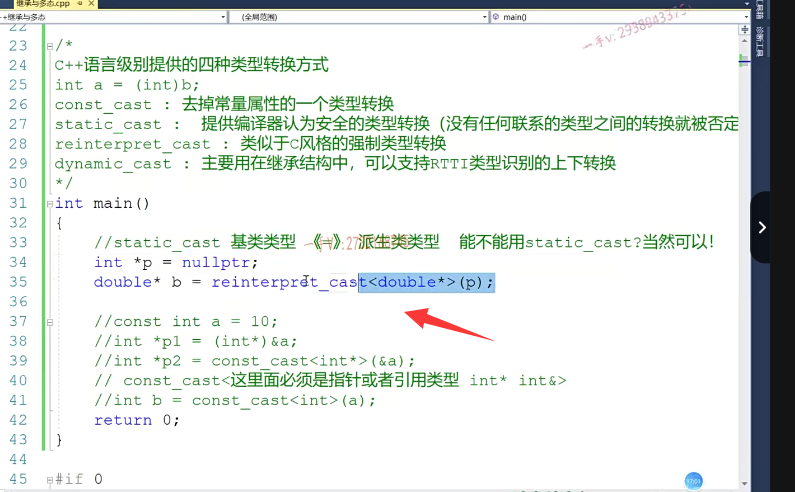 继承与多态.cpp
继承与多态 (全局范围) main()
一手v: 2938843315
22
23 /*
24 C++语言级别提供的四种类型转换方式
25 int a = (int)b;
26 const_cast : 去掉常量属性的一个类型转换
27 static_cast : 提供编译器认为安全的类型转换（没有任何联系的类型之间的转换就被否定
28 reinterpret_cast : 类似于C风格的强制类型转换
29 dynamic_cast : 主要用在继承结构中，可以支持RTTI类型识别的上下转换
30 */
31 int main()
32 {
33 //static_cast 基类类型 《=》 派生类类型 能不能用static_cast?当然可以！
34 int *p = nullptr;
35 double* b = reinterpret_cast<double*>(p);
36
37 //const int a = 10;
38 //int *p1 = (int*)&a;
39 //int *p2 = const_cast<int*>(&a);
40 // const_cast<这里面必须是指针或者引用类型 int* int&>
41 //int b = const_cast<int>(a);
42 return 0;
43 }
44
45 #if 0
17:01
工具箱
诊断工具